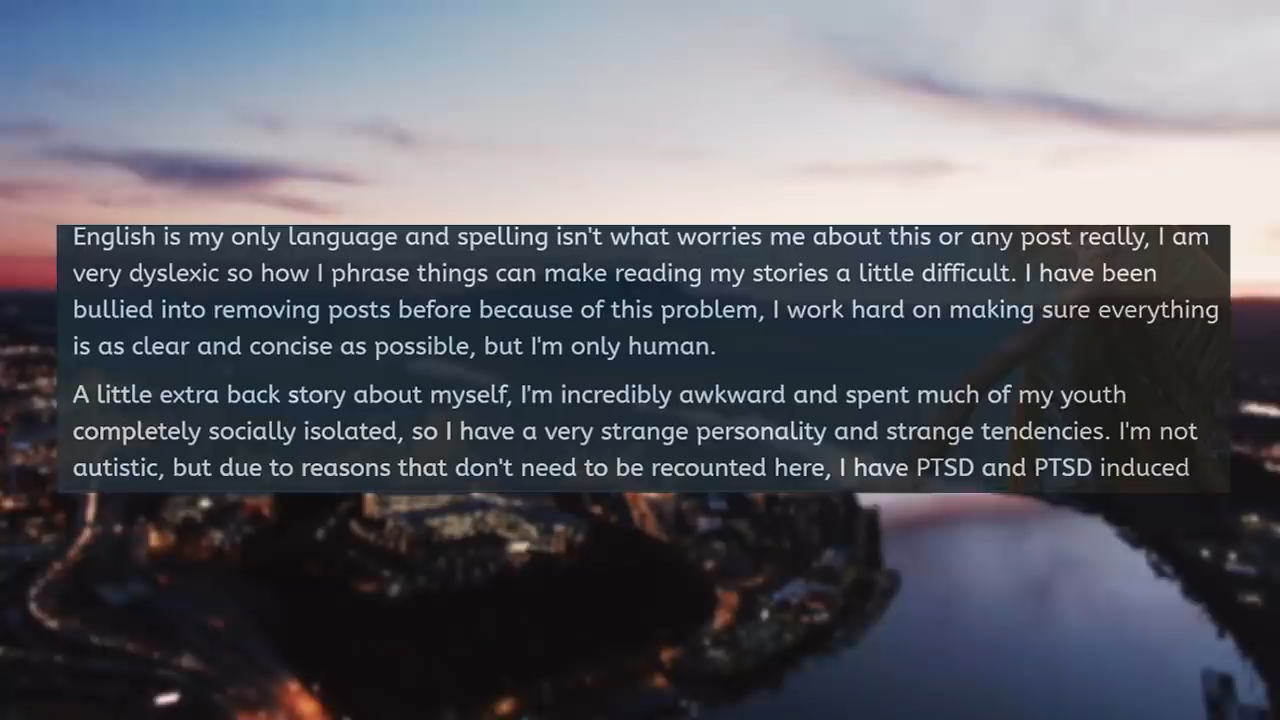 English is my only language and spelling isn't what worries me about this or any post really, I am
very dyslexic so how I phrase things can make reading my stories a little difficult. I have been
bullied into removing posts before because of this problem, I work hard on making sure everything
is as clear and concise as possible, but I'm only human.
A little extra back story about myself, I'm incredibly awkward and spent much of my youth
completely socially isolated, so I have a very strange personality and strange tendencies. I'm not
autistic, but due to reasons that don't need to be recounted here, I have PTSD and PTSD induced